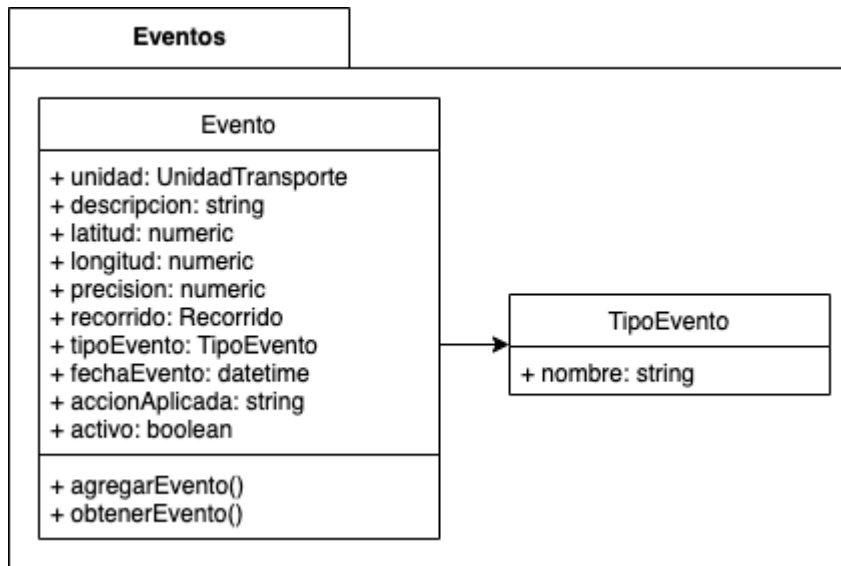 Eventos
Evento
+ unidad: UnidadTransporte
+ descripcion: string
+ latitud: numeric
+ longitud: numeric
+ precision: numeric
+ recorrido: Recorrido
+ tipoEvento: TipoEvento
+ fechaEvento: datetime
+ accionAplicada: string
+ activo: boolean
+ agregarEvento()
+ obtenerEvento()
TipoEvento
+ nombre: string